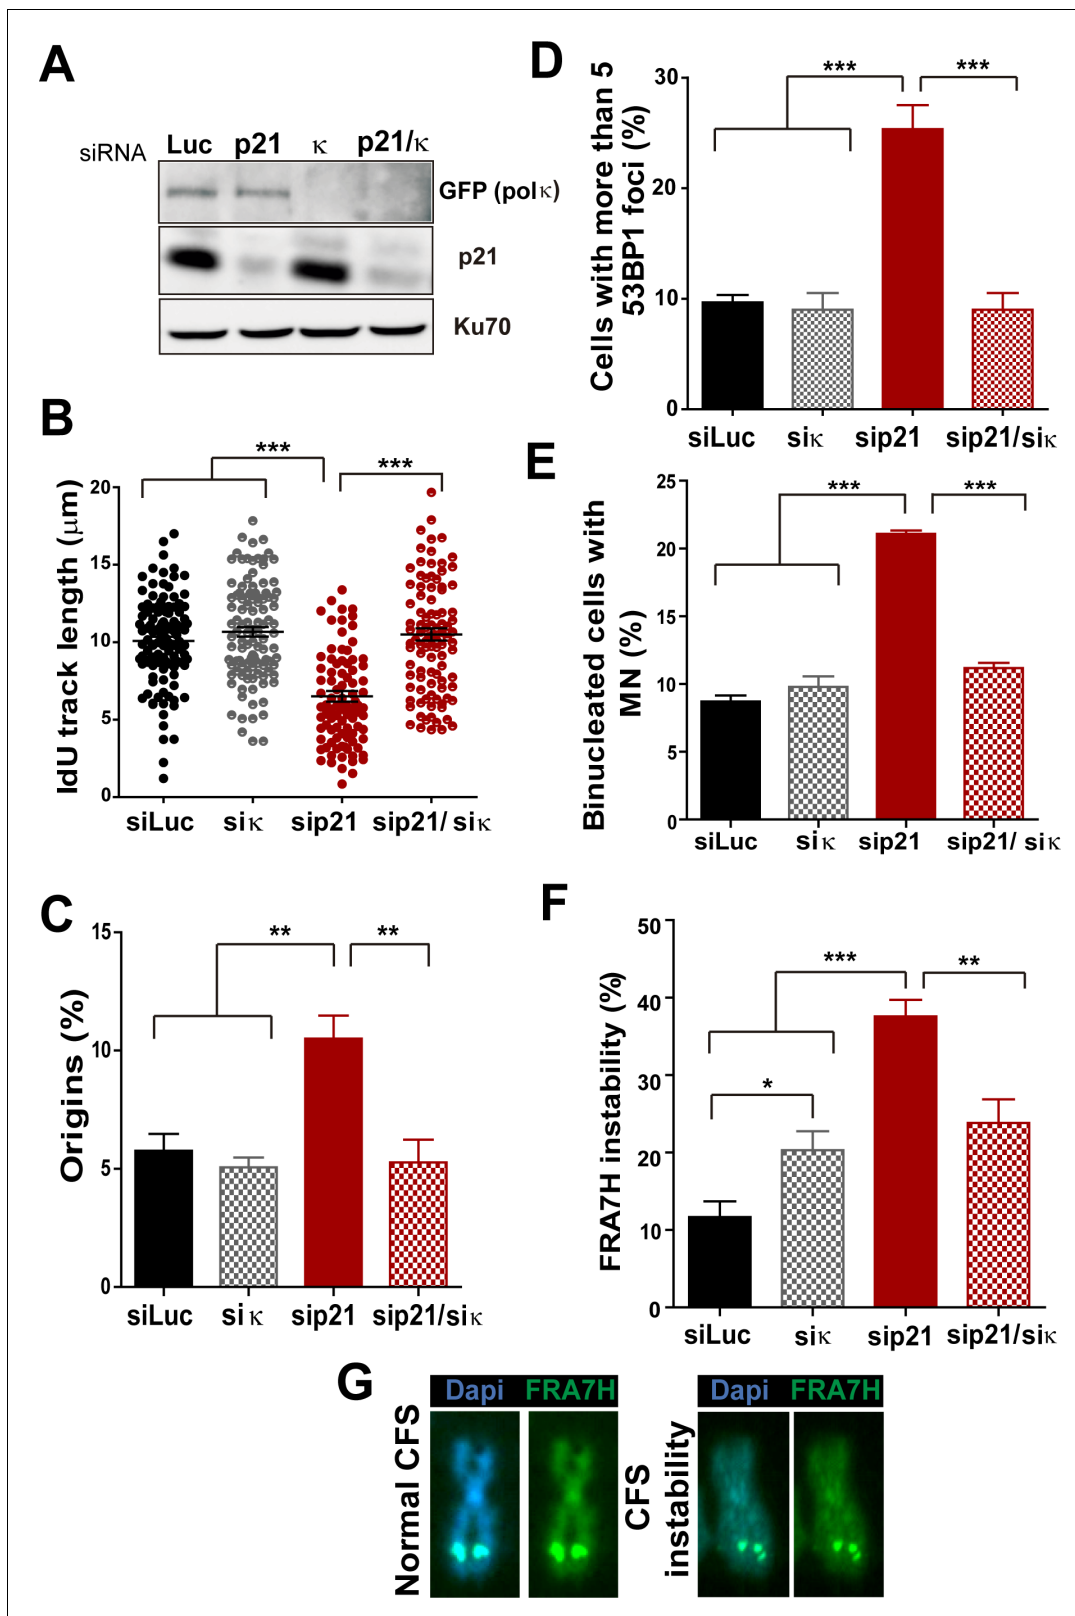 A
siRNA Luc p21 κ p21/κ
GFP (polκ)
p21
Ku70
B
IdU track length (μm)
20
15
10
5
0
*** ***
siLuc siκ sip21 sip21/ siκ
C
Origins (%)
15
10
5
0
** **
siLuc siκ sip21 sip21/siκ
D
Cells with more than 5
53BP1 foci (%)
30
20
10
0
*** ***
siLuc siκ sip21 sip21/siκ
E
Binucleated cells with
MN (%)
25
20
15
10
5
0
*** ***
siLuc siκ sip21 sip21/ siκ
F
FRA7H instability (%)
50
40
30
20
10
0
*** **
*
siLuc siκ sip21 sip21/siκ
G
Normal CFS
Dapi FRA7H
CFS
instability
Dapi FRA7H